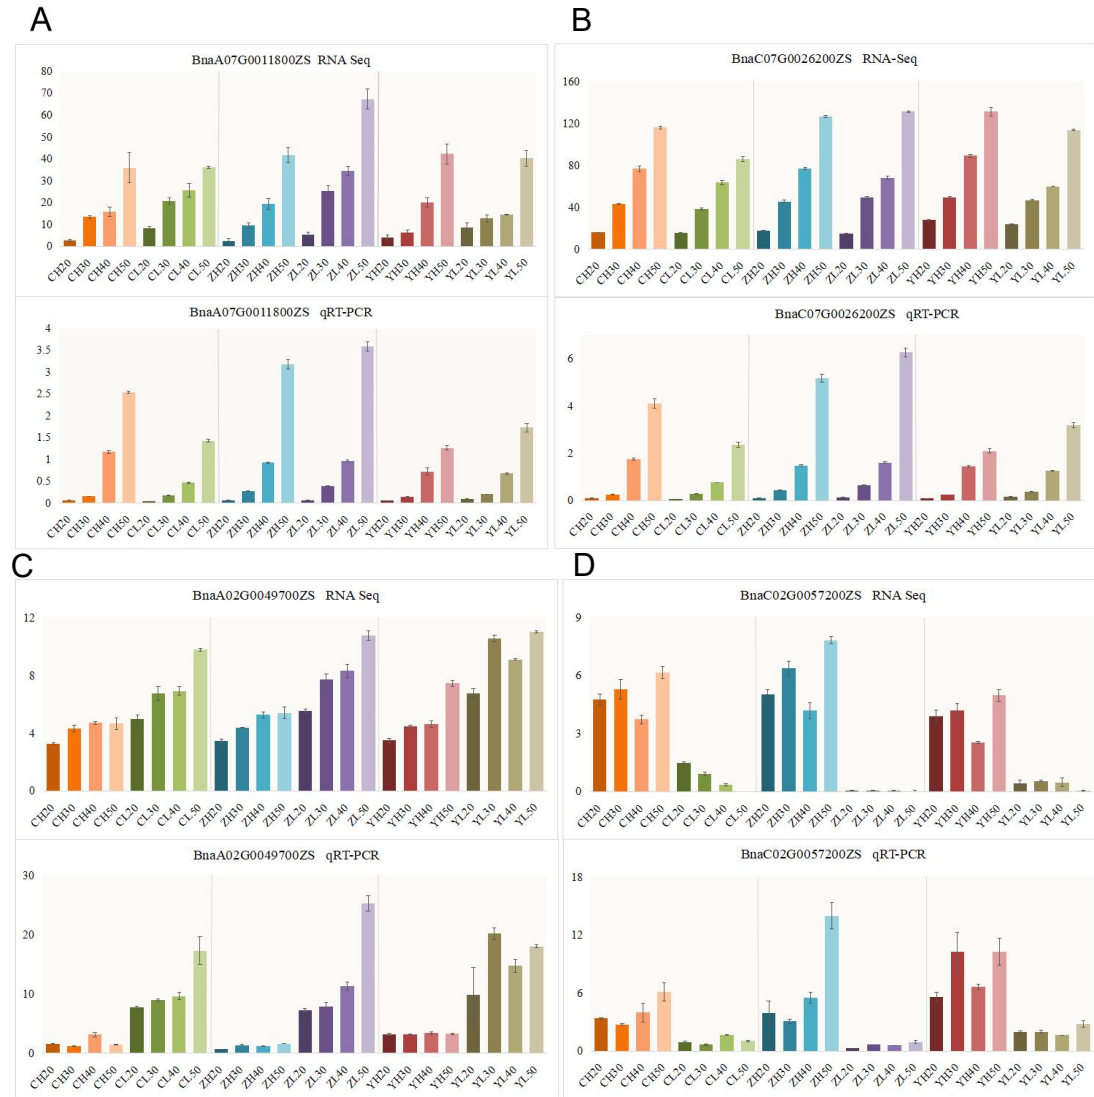 A
BnaA07G0011800ZS RNA Seq
80
70
60
50
40
30
20
10
0
CH20 CH30 CH40 CH50 CL20 CL30 CL40 CL50 ZH20 ZH30 ZH40 ZH50 ZL20 ZL30 ZL40 ZL50 YH20 YH30 YH40 YH50 YL20 YL30 YL40 YL50
BnaA07G0011800ZS qRT-PCR
4
3.5
3
2.5
2
1.5
1
0.5
0
CH20 CH30 CH40 CH50 CL20 CL30 CL40 CL50 ZH20 ZH30 ZH40 ZH50 ZL20 ZL30 ZL40 ZL50 YH20 YH30 YH40 YH50 YL20 YL30 YL40 YL50
B
BnaC07G0026200ZS RNA-Seq
160
120
80
40
0
CH20 CH30 CH40 CH50 CL20 CL30 CL40 CL50 ZH20 ZH30 ZH40 ZH50 ZL20 ZL30 ZL40 ZL50 YH20 YH30 YH40 YH50 YL20 YL30 YL40 YL50
BnaC07G0026200ZS qRT-PCR
6
4
2
0
CH20 CH30 CH40 CH50 CL20 CL30 CL40 CL50 ZH20 ZH30 ZH40 ZH50 ZL20 ZL30 ZL40 ZL50 YH20 YH30 YH40 YH50 YL20 YL30 YL40 YL50
C
BnaA02G0049700ZS RNA Seq
12
8
4
0
CH20 CH30 CH40 CH50 CL20 CL30 CL40 CL50 ZH20 ZH30 ZH40 ZH50 ZL20 ZL30 ZL40 ZL50 YH20 YH30 YH40 YH50 YL20 YL30 YL40 YL50
BnaA02G0049700ZS qRT-PCR
30
20
10
0
CH20 CH30 CH40 CH50 CL20 CL30 CL40 CL50 ZH20 ZH30 ZH40 ZH50 ZL20 ZL30 ZL40 ZL50 YH20 YH30 YH40 YH50 YL20 YL30 YL40 YL50
D
BnaC02G0057200ZS RNA Seq
9
6
3
0
CH20 CH30 CH40 CH50 CL20 CL30 CL40 CL50 ZH20 ZH30 ZH40 ZH50 ZL20 ZL30 ZL40 ZL50 YH20 YH30 YH40 YH50 YL20 YL30 YL40 YL50
BnaC02G0057200ZS qRT-PCR
18
12
6
0
CH20 CH30 CH40 CH50 CL20 CL30 CL40 CL50 ZH20 ZH30 ZH40 ZH50 ZL20 ZL30 ZL40 ZL50 YH20 YH30 YH40 YH50 YL20 YL30 YL40 YL50